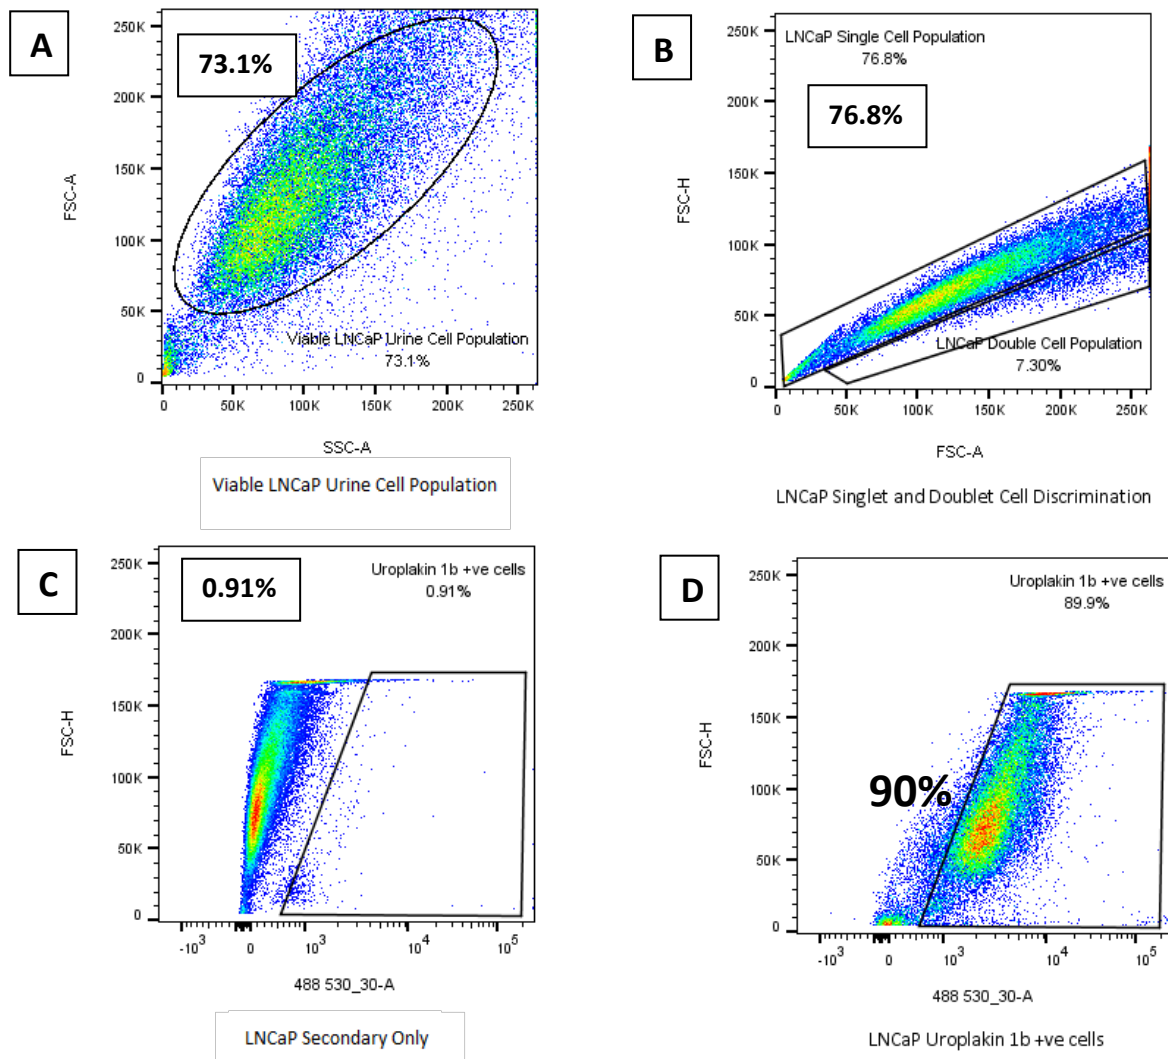 A
73.1%
250K
200K
150K
100K
50K
0
FSC-A
Viable LNCaP Urine Cell Population
73.1%
0 50K 100K 150K 200K 250K
SSC-A
Viable LNCaP Urine Cell Population
B
LNCaP Single Cell Population
76.8%
76.8%
250K
200K
150K
100K
50K
0
FSC-H
LNCaP Double Cell Population
7.30%
0 50K 100K 150K 200K 250K
FSC-A
LNCaP Singlet and Doublet Cell Discrimination
C
0.91%
Uroplakin 1b +ve cells
0.91%
250K
200K
150K
100K
50K
0
FSC-H
-10³ 0 10³ 10⁴ 10⁵
488 530_30-A
LNCaP Secondary Only
D
Uroplakin 1b +ve cells
89.9%
250K
200K
150K
100K
50K
0
FSC-H
90%
-10³ 0 10³ 10⁴ 10⁵
488 530_30-A
LNCaP Uroplakin 1b +ve cells